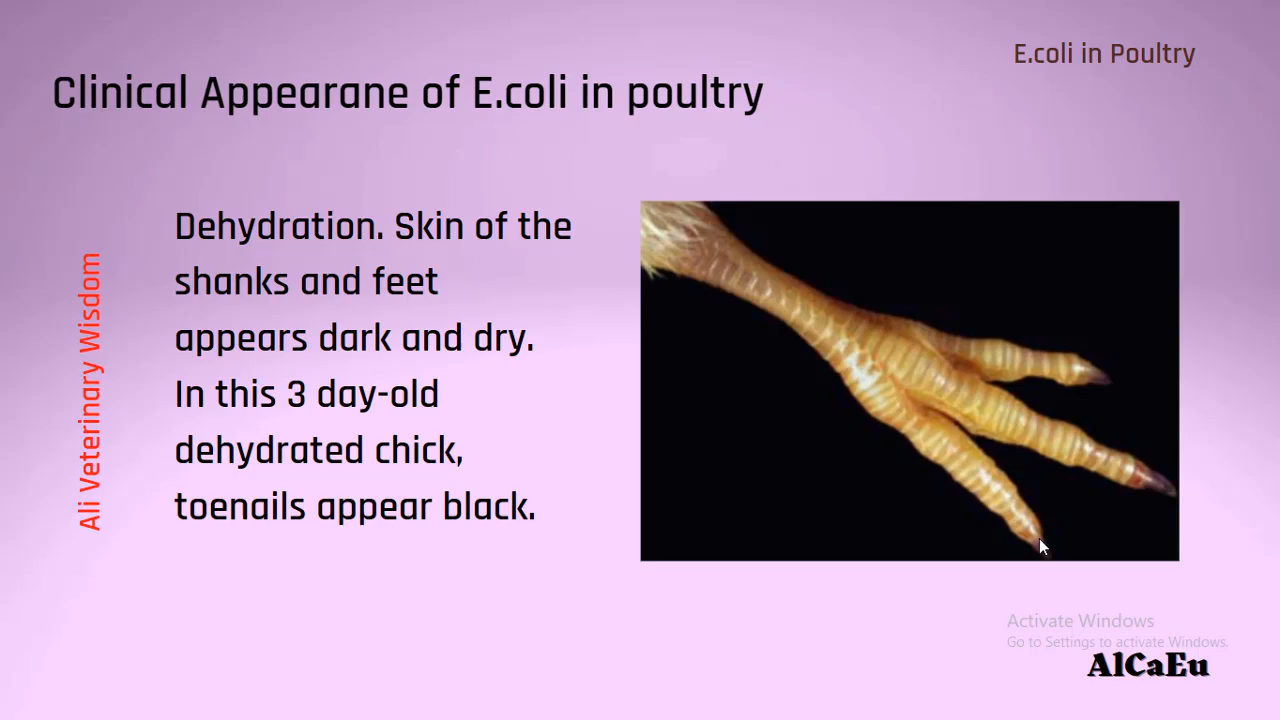 E.coli in Poultry
Clinical Appearane of E.coli in poultry
Dehydration. Skin of the
shanks and feet
appears dark and dry.
In this 3 day-old
dehydrated chick,
toenails appear black.
Ali Veterinary Wisdom
Activate Windows
Go to Settings to activate Windows.
AlCaEu